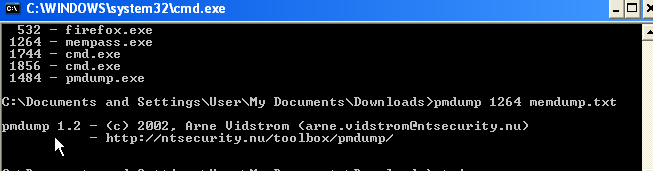 C:\WINDOWS\system32\cmd.exe
532 - firefox.exe
1264 - mempass.exe
1744 - cmd.exe
1856 - cmd.exe
1484 - pmdump.exe
C:\Documents and Settings\User\My Documents\Downloads>pmdump 1264 memdump.txt
pmdump 1.2 - (c) 2002, Arne Vidstrom (arne.vidstrom@ntsecurity.nu)
- http://ntsecurity.nu/toolbox/pmdump/